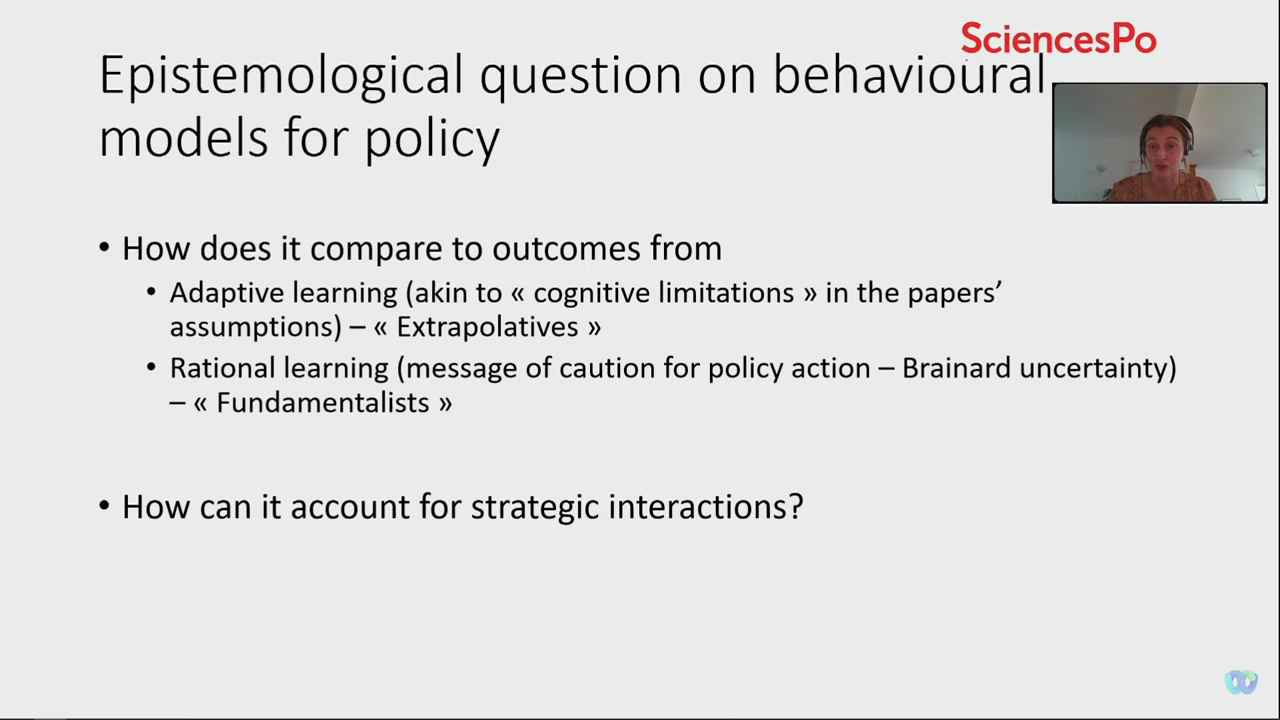 SciencesPo
Epistemological question on behavioural
models for policy
• How does it compare to outcomes from
• Adaptive learning (akin to « cognitive limitations » in the papers’
assumptions) – « Extrapolatives »
• Rational learning (message of caution for policy action – Brainard uncertainty)
– « Fundamentalists »
• How can it account for strategic interactions?